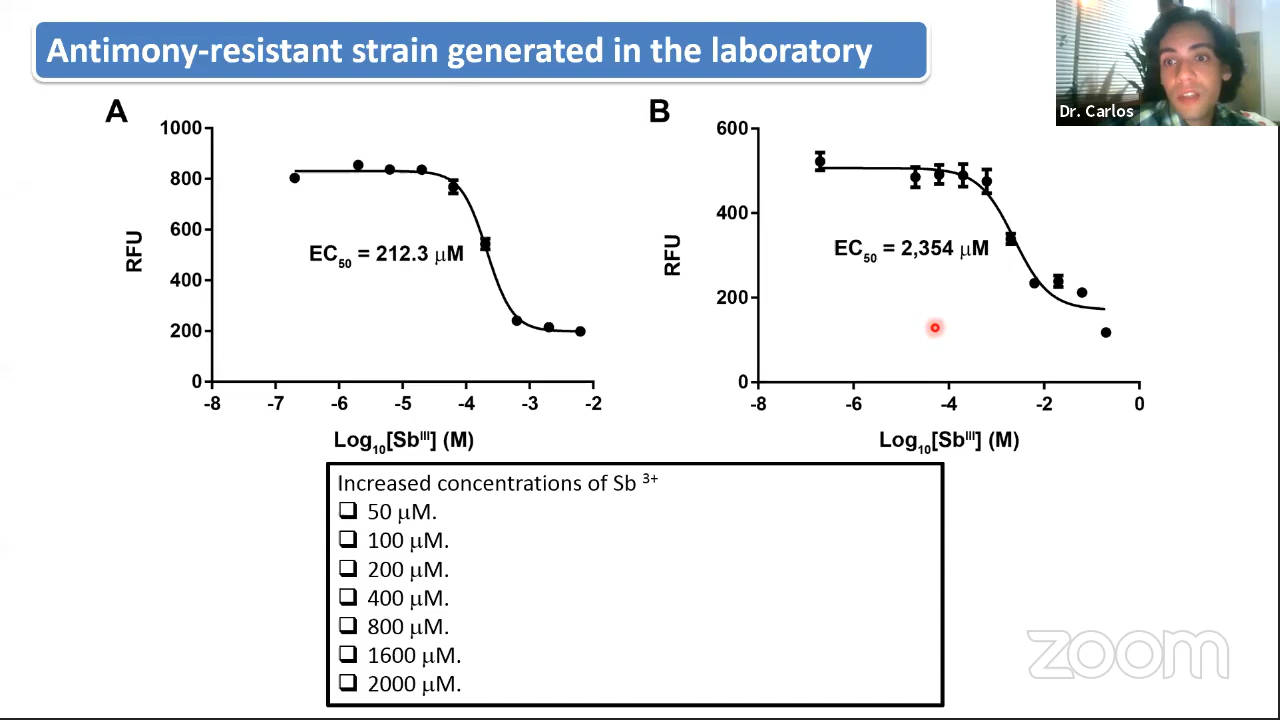 Antimony-resistant strain generated in the laboratory
Dr. Carlos
A
1000
800
600
400
200
0
RFU
EC50 = 212.3 μM
-8 -7 -6 -5 -4 -3 -2
Log10[SbIII] (M)
B
600
400
200
0
RFU
EC50 = 2,354 μM
-8 -6 -4 -2 0
Log10[SbIII] (M)
Increased concentrations of Sb 3+
50 μM.
100 μM.
200 μM.
400 μM.
800 μM.
1600 μM.
2000 μM.
zoom